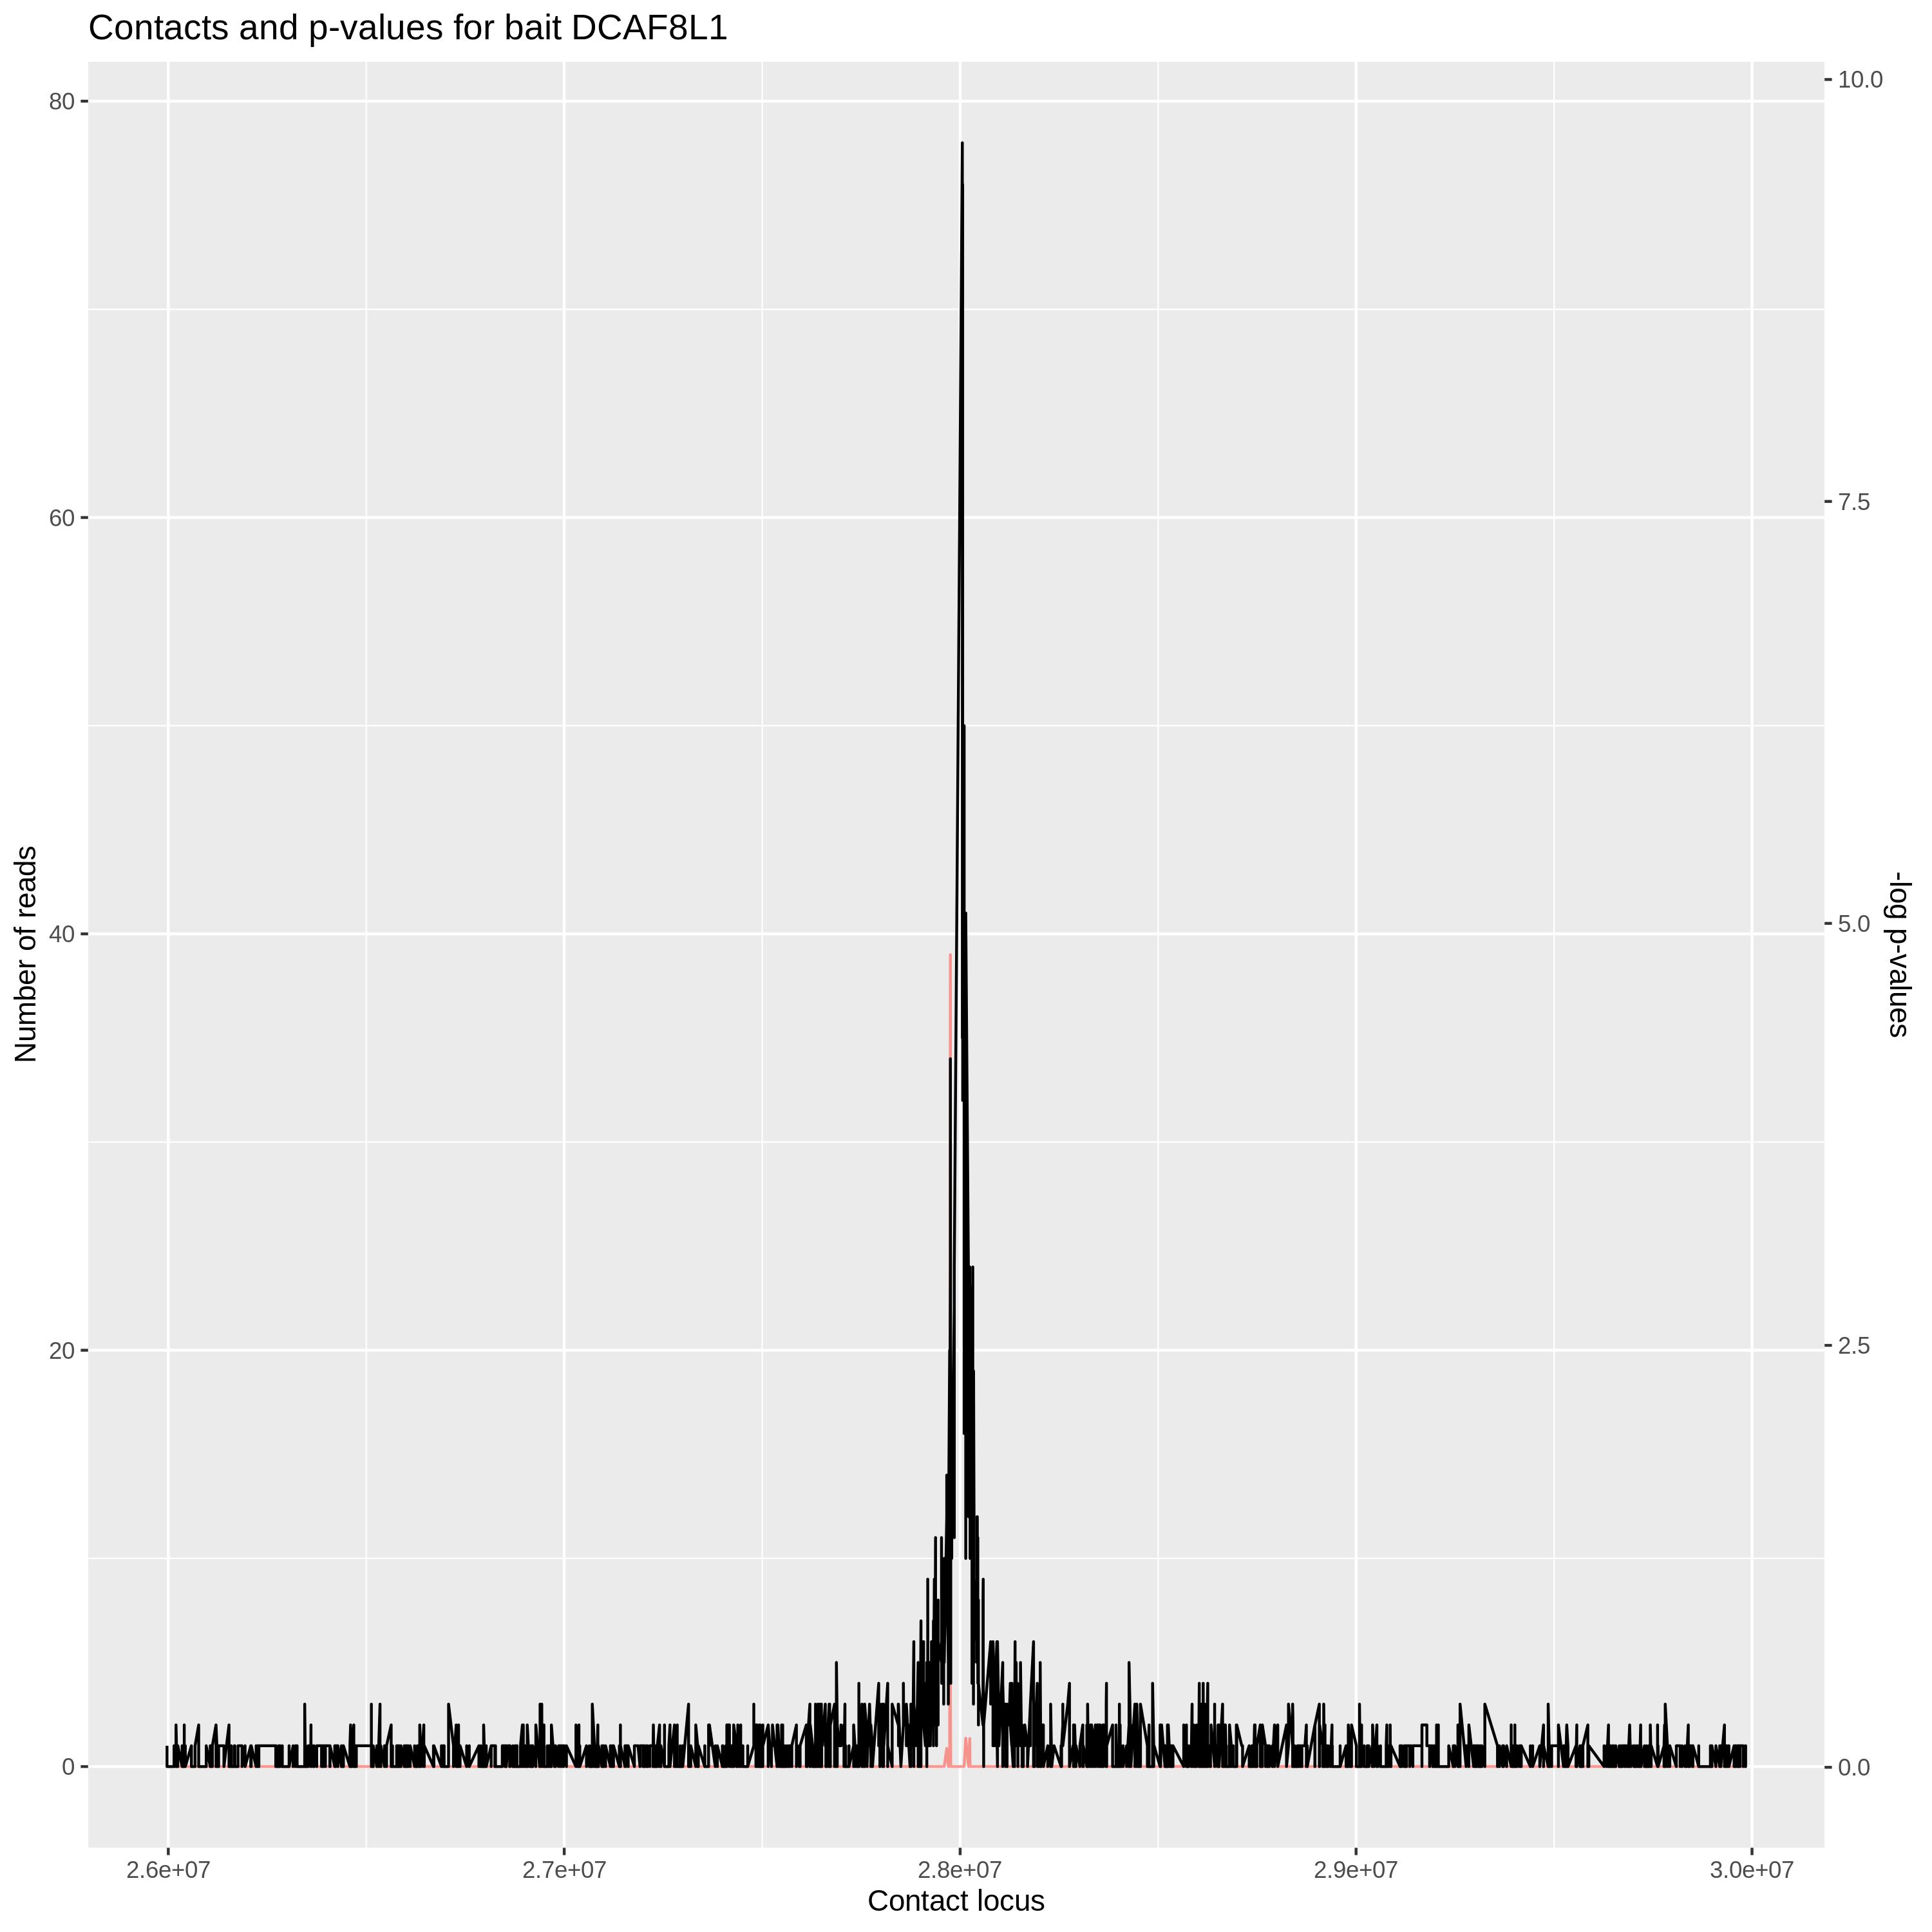 Contacts and p-values for bait DCAF8L1
80
60
40
20
0
Number of reads
10.0
7.5
5.0
2.5
0.0
-log p-values
2.6e+07
2.7e+07
2.8e+07
2.9e+07
3.0e+07
Contact locus